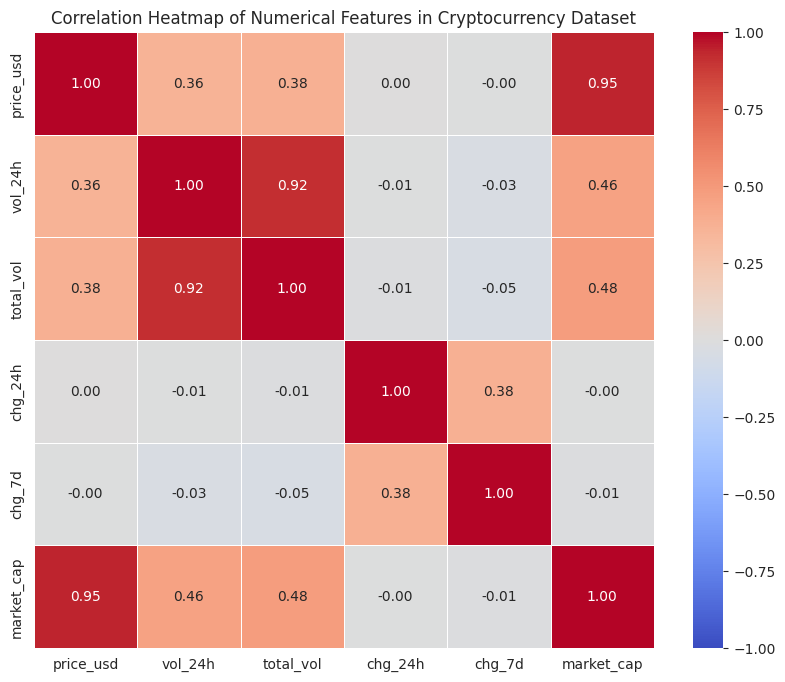 Correlation Heatmap of Numerical Features in Cryptocurrency Dataset
price_usd 1.00 0.36 0.38 0.00 -0.00 0.95
vol_24h 0.36 1.00 0.92 -0.01 -0.03 0.46
total_vol 0.38 0.92 1.00 -0.01 -0.05 0.48
chg_24h 0.00 -0.01 -0.01 1.00 0.38 -0.00
chg_7d -0.00 -0.03 -0.05 0.38 1.00 -0.01
market_cap 0.95 0.46 0.48 -0.00 -0.01 1.00
price_usd vol_24h total_vol chg_24h chg_7d market_cap
1.00
0.75
0.50
0.25
0.00
−0.25
−0.50
−0.75
−1.00